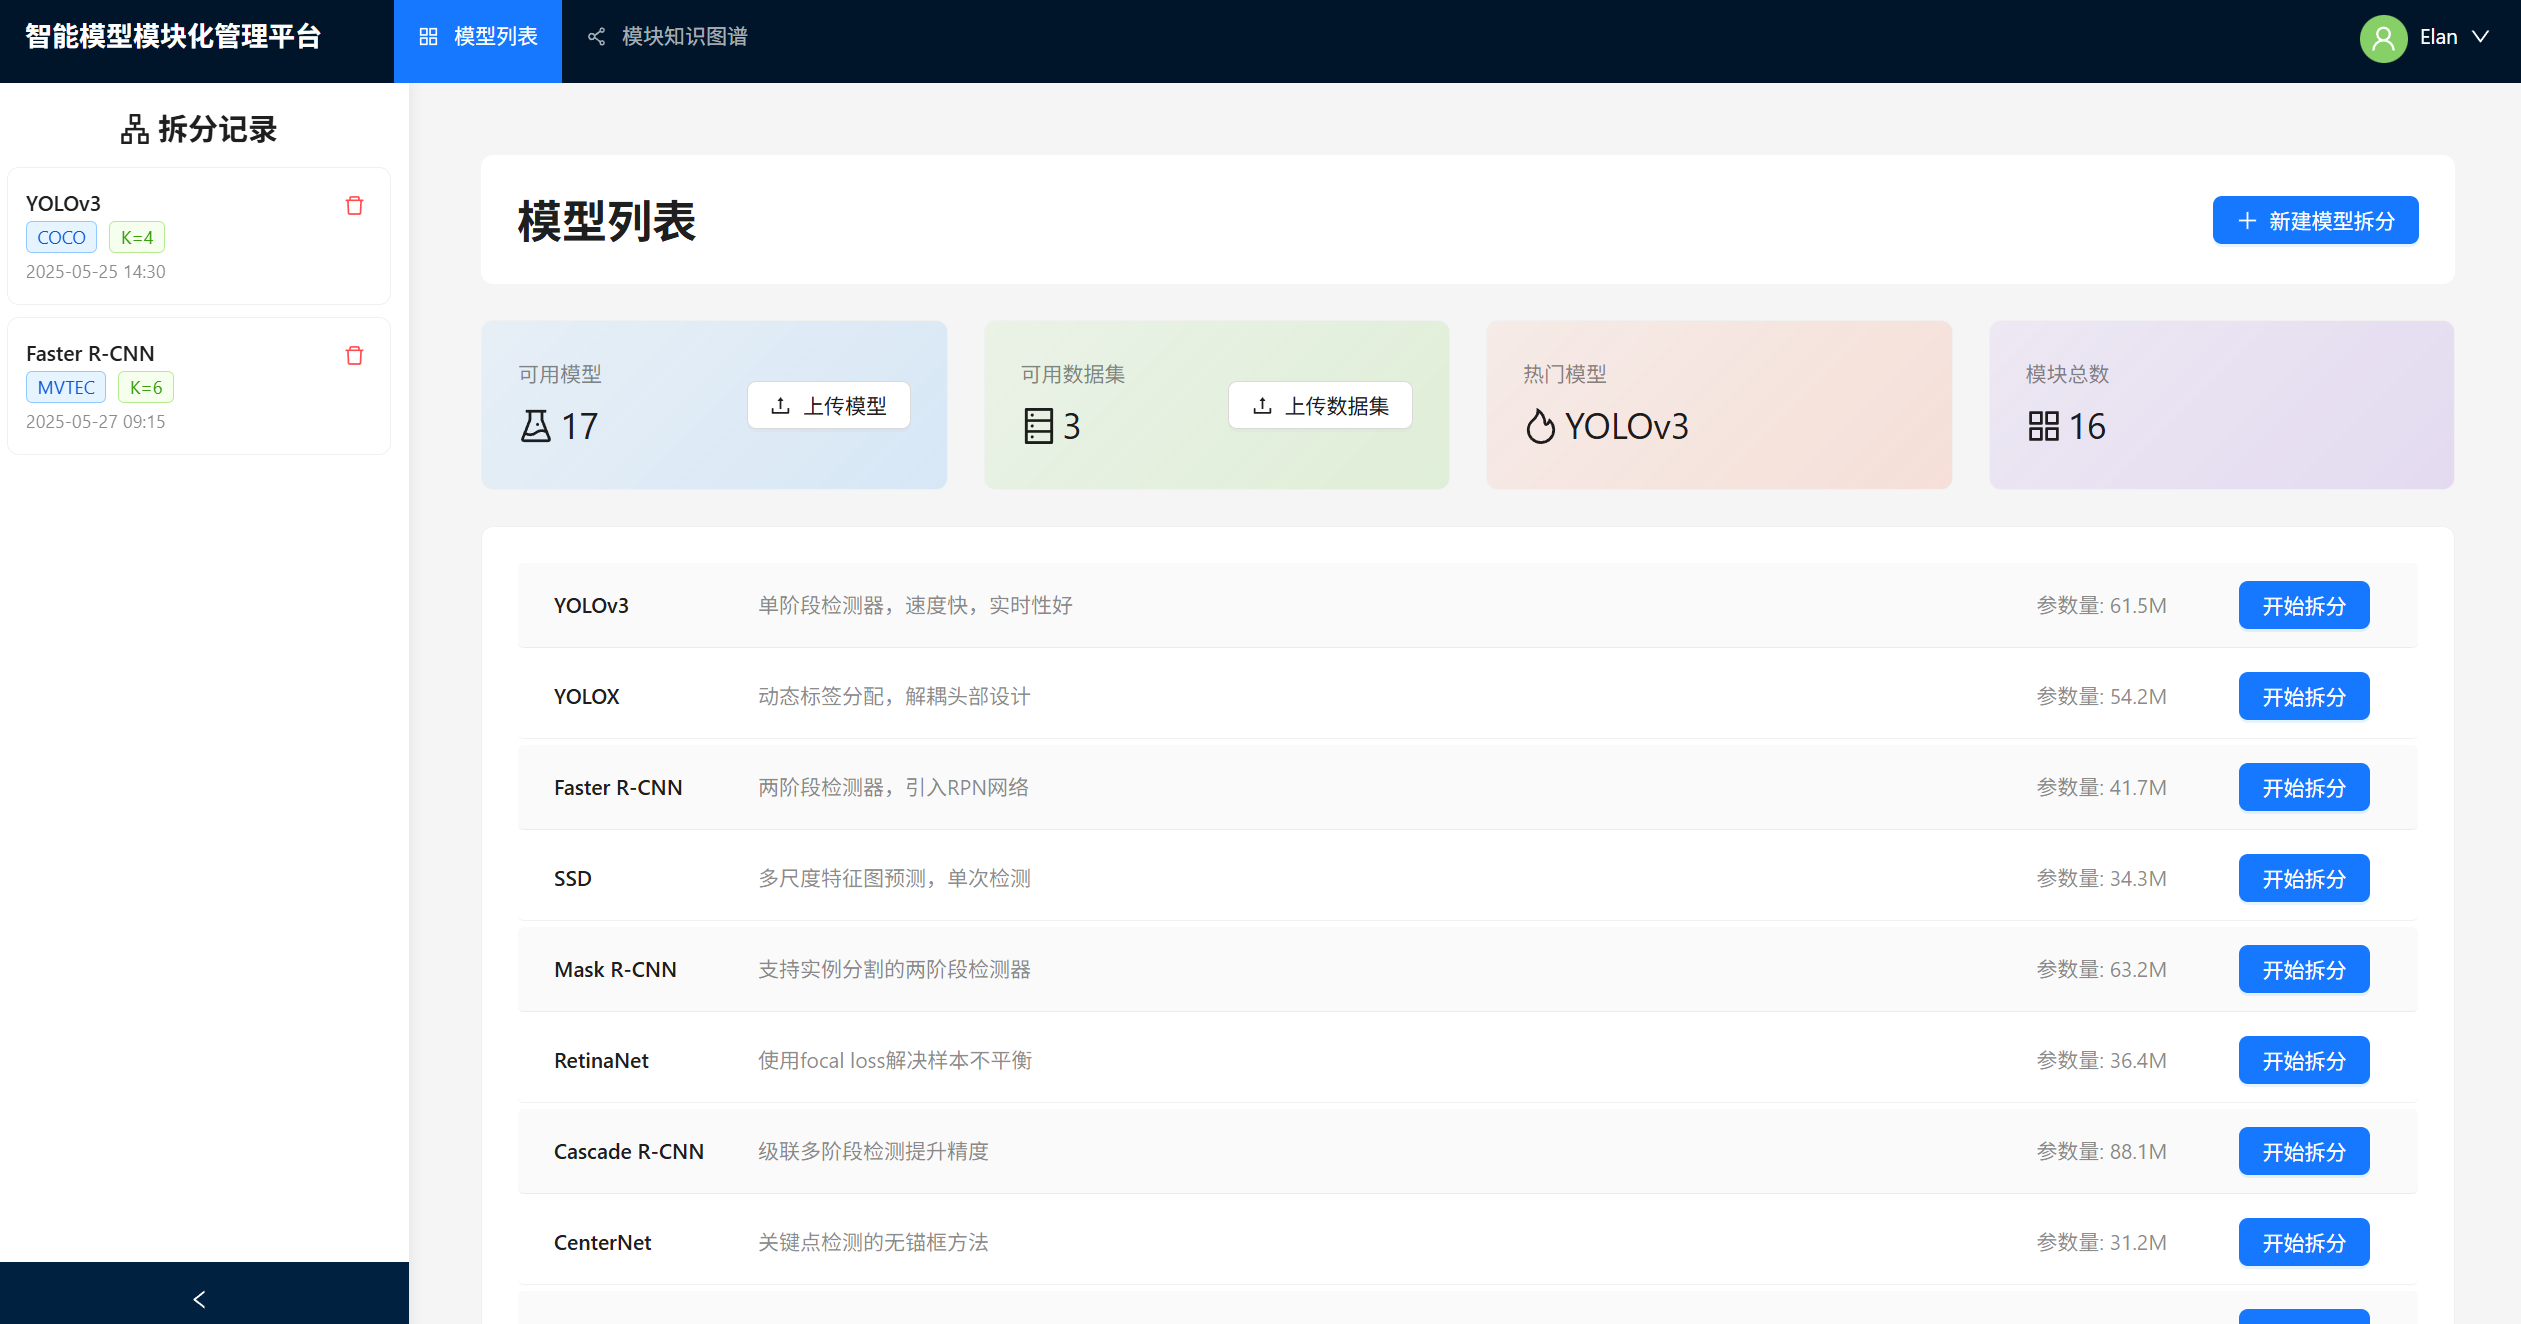 智能模型模块化管理平台
模型列表
模块知识图谱
Elan
拆分记录
YOLOv3
COCO K=4
2025-05-25 14:30
Faster R-CNN
MVTEC K=6
2025-05-27 09:15
模型列表
新建模型拆分
可用模型
17
上传模型
可用数据集
3
上传数据集
热门模型
YOLOv3
模块总数
16
YOLOv3 单阶段检测器，速度快，实时性好 参数量: 61.5M 开始拆分
YOLOX 动态标签分配，解耦头部设计 参数量: 54.2M 开始拆分
Faster R-CNN 两阶段检测器，引入RPN网络 参数量: 41.7M 开始拆分
SSD 多尺度特征图预测，单次检测 参数量: 34.3M 开始拆分
Mask R-CNN 支持实例分割的两阶段检测器 参数量: 63.2M 开始拆分
RetinaNet 使用focal loss解决样本不平衡 参数量: 36.4M 开始拆分
Cascade R-CNN 级联多阶段检测提升精度 参数量: 88.1M 开始拆分
CenterNet 关键点检测的无锚框方法 参数量: 31.2M 开始拆分